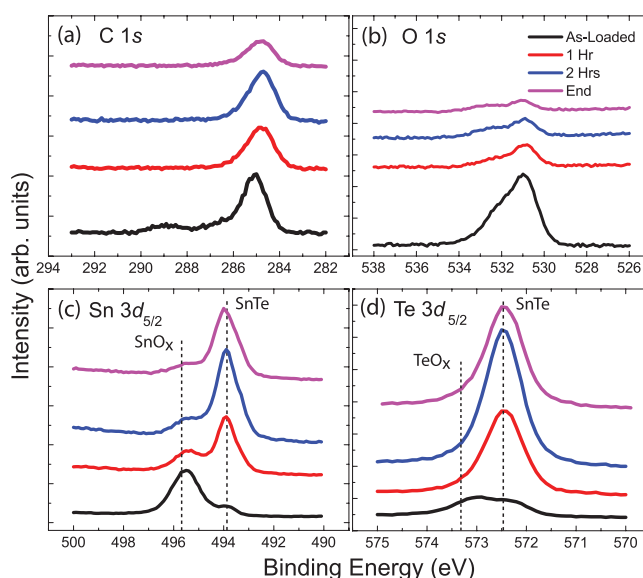 (a) C 1s
(b) O 1s
As-Loaded
1 Hr
2 Hrs
End
294 292 290 288 286 284 282
538 536 534 532 530 528 526
Intensity (arb. units)
(c) Sn 3d5/2
SnOx
SnTe
(d) Te 3d5/2
TeOx
SnTe
500 498 496 494 492 490
575 574 573 572 571 570
Binding Energy (eV)